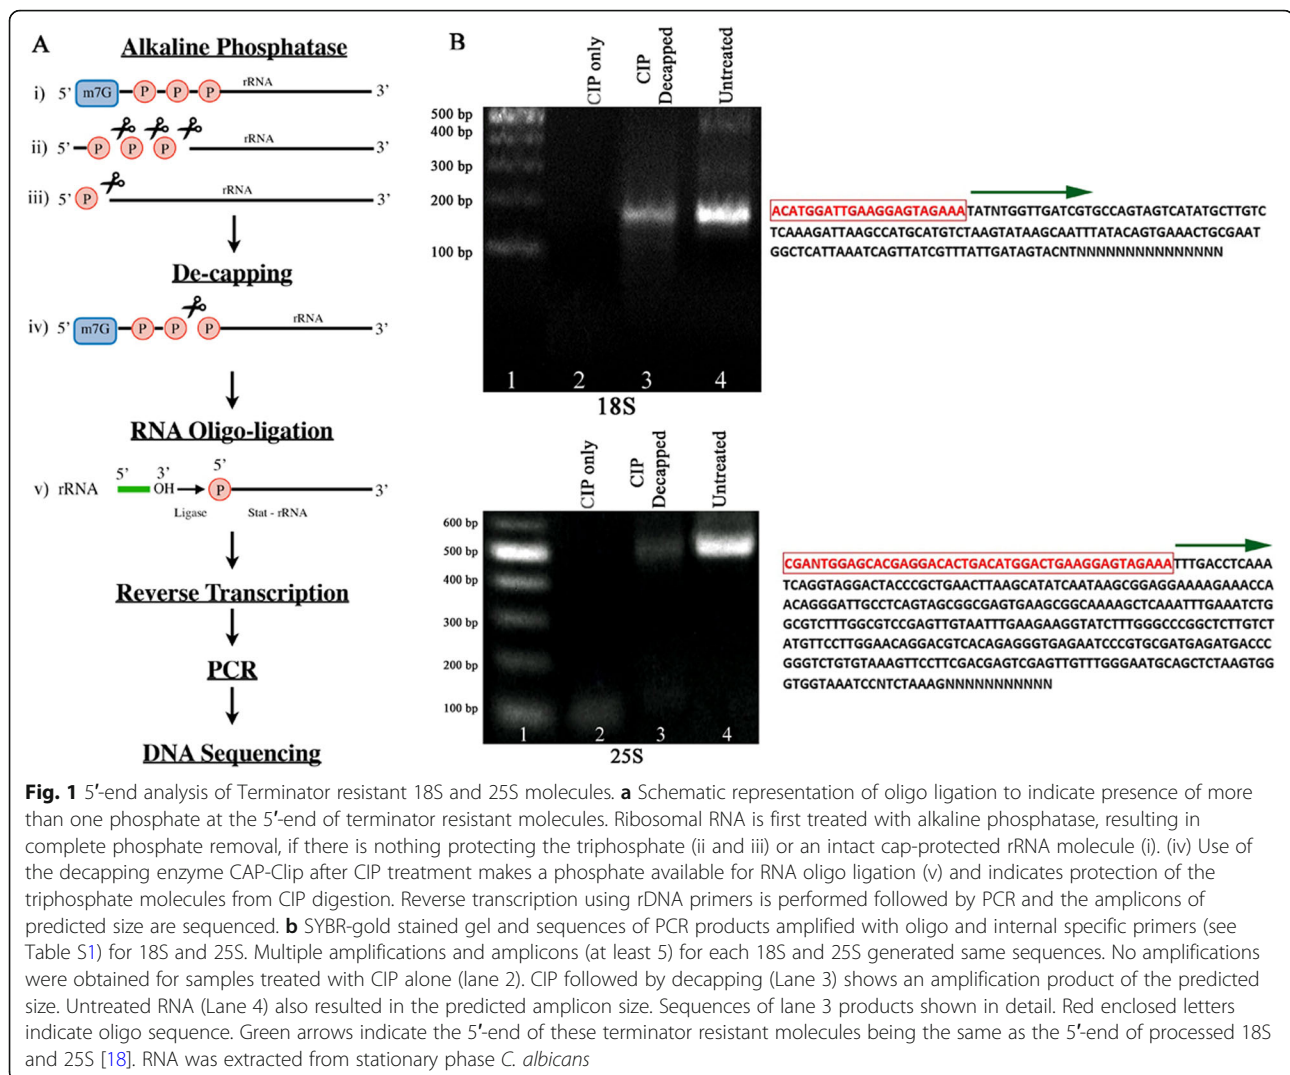 A
Alkaline Phosphatase
i) 5’ m7G P P P rRNA 3’
ii) 5’ P P P rRNA 3’
iii) 5’ P rRNA 3’
De-capping
iv) 5’ m7G P P P rRNA 3’
RNA Oligo-ligation
5’ 3’ 5’
v) rRNA OH P 3’
Ligase Stat - rRNA
Reverse Transcription
PCR
DNA Sequencing
B
CIP only
CIP
Decapped
Untreated
500 bp
400 bp
300 bp
200 bp
100 bp
1 2 3 4
18S
ACATGGATTGAAGGAGTAGAAATATNTGGTTGATCGTGCCAGTAGTCATATGCTTGTC
TCAAAGATTAAGCCATGCATGTCTAAGTATAAGCAATTTATACAGTGAAACTGCGAAT
GGCTCATTAAATCAGTTATCGTTTATTGATAGTACNTNNNNNNNNNNNNNNNN
CIP only
CIP
Decapped
Untreated
600 bp
500 bp
400 bp
300 bp
200 bp
100 bp
1 2 3 4
25S
CGANTGGAGCACGAGGACACTGACATGGACTGAAGGAGTAGAAATTTGACCTCAAA
TCAGGTAGGACTACCCGCTGAACTTAAGCATATCAATAAGCGGAGGAAAAGAAACCA
ACAGGGATTGCCTCAGTAGCGGCGAGTGAAGCGGCAAAAGCTCAAATTTGAAATCTG
GCGTCTTTGGCGTCCGAGTTGTAATTTGAAGAAGGTATCTTTGGGCCCGGCTCTTGTCT
ATGTTCCTTGGAACAGGACGTCACAGAGGGTGAGAATCCCGTGCGATGAGATGACCC
GGGTCTGTGTAAAGTTCCTTCGACGAGTCGAGTTGTTTGGGAATGCAGCTCTAAGTGG
GTGGTAAATCCNTCTAAAGNNNNNNNNNNN
Fig. 1 5′-end analysis of Terminator resistant 18S and 25S molecules. a Schematic representation of oligo ligation to indicate presence of more
than one phosphate at the 5′-end of terminator resistant molecules. Ribosomal RNA is first treated with alkaline phosphatase, resulting in
complete phosphate removal, if there is nothing protecting the triphosphate (ii and iii) or an intact cap-protected rRNA molecule (i). (iv) Use of
the decapping enzyme CAP-Clip after CIP treatment makes a phosphate available for RNA oligo ligation (v) and indicates protection of the
triphosphate molecules from CIP digestion. Reverse transcription using rDNA primers is performed followed by PCR and the amplicons of
predicted size are sequenced. b SYBR-gold stained gel and sequences of PCR products amplified with oligo and internal specific primers (see
Table S1) for 18S and 25S. Multiple amplifications and amplicons (at least 5) for each 18S and 25S generated same sequences. No amplifications
were obtained for samples treated with CIP alone (lane 2). CIP followed by decapping (Lane 3) shows an amplification product of the predicted
size. Untreated RNA (Lane 4) also resulted in the predicted amplicon size. Sequences of lane 3 products shown in detail. Red enclosed letters
indicate oligo sequence. Green arrows indicate the 5′-end of these terminator resistant molecules being the same as the 5′-end of processed 18S
and 25S [18]. RNA was extracted from stationary phase C. albicans